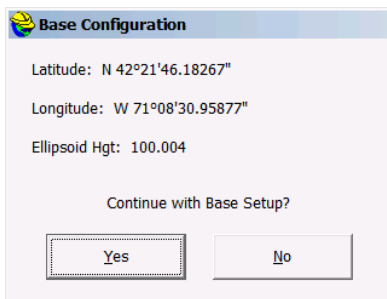 Base Configuration
Latitude: N 42°21'46.18267"
Longitude: W 71°08'30.95877"
Ellipsoid Hgt: 100.004
Continue with Base Setup?
Yes No